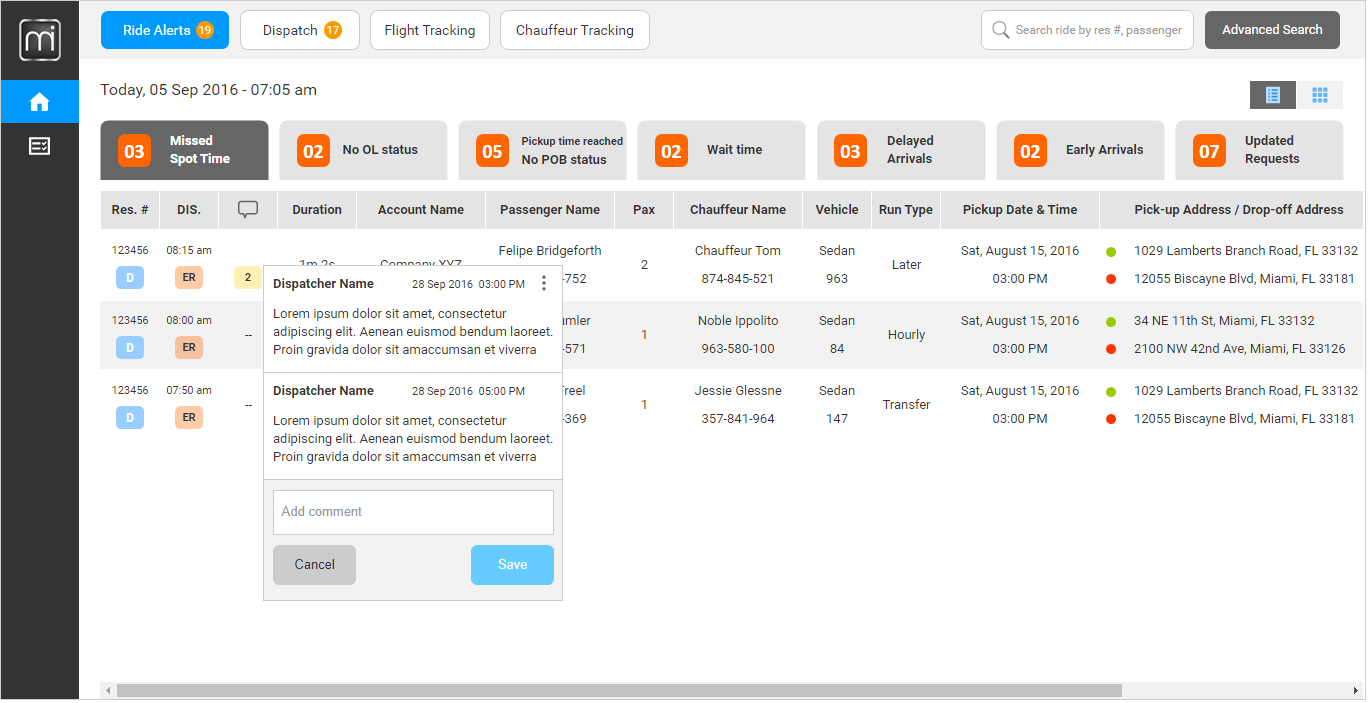 mi
Ride Alerts 19
Dispatch 17
Flight Tracking
Chauffeur Tracking
Search ride by res #, passenger
Advanced Search
Today, 05 Sep 2016 - 07:05 am
03 Missed
Spot Time
02 No OL status
05 Pickup time reached
No POB status
02 Wait time
03 Delayed
Arrivals
02 Early Arrivals
07 Updated
Requests
Res. # DIS. Duration Account Name Passenger Name Pax Chauffeur Name Vehicle Run Type Pickup Date & Time Pick-up Address / Drop-off Address
123456 08:15 am Felipe Bridgeforth Chauffeur Tom Sedan Sat, August 15, 2016 1029 Lamberts Branch Road, FL 33132
1m 2s Company XYZ 2 Later
D ER 2 -752 874-845-521 963 03:00 PM 12055 Biscayne Blvd, Miami, FL 33181
123456 08:00 am mler Noble Ippolito Sedan Sat, August 15, 2016 34 NE 11th St, Miami, FL 33132
-- 1 Hourly
D ER -571 963-580-100 84 03:00 PM 2100 NW 42nd Ave, Miami, FL 33126
123456 07:50 am reel Jessie Glessne Sedan Sat, August 15, 2016 1029 Lamberts Branch Road, FL 33132
-- 1 Transfer
D ER -369 357-841-964 147 03:00 PM 12055 Biscayne Blvd, Miami, FL 33181
Dispatcher Name 28 Sep 2016 03:00 PM
Lorem ipsum dolor sit amet, consectetur
adipiscing elit. Aenean euismod bendum laoreet.
Proin gravida dolor sit amaccumsan et viverra
Dispatcher Name 28 Sep 2016 05:00 PM
Lorem ipsum dolor sit amet, consectetur
adipiscing elit. Aenean euismod bendum laoreet.
Proin gravida dolor sit amaccumsan et viverra
Add comment
Cancel
Save